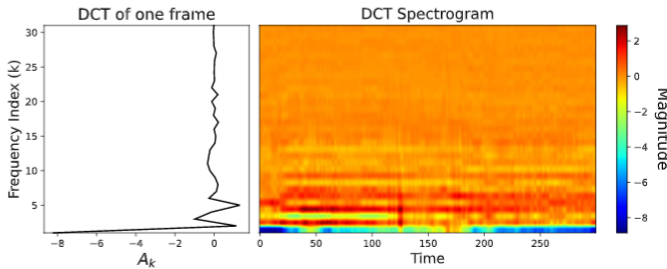 DCT of one frame
Frequency Index (k)
30
25
20
15
10
5
−8 −6 −4 −2 0
A_k
DCT Spectrogram
0 50 100 150 200 250
Time
2
0
−2
−4
−6
−8
Magnitude